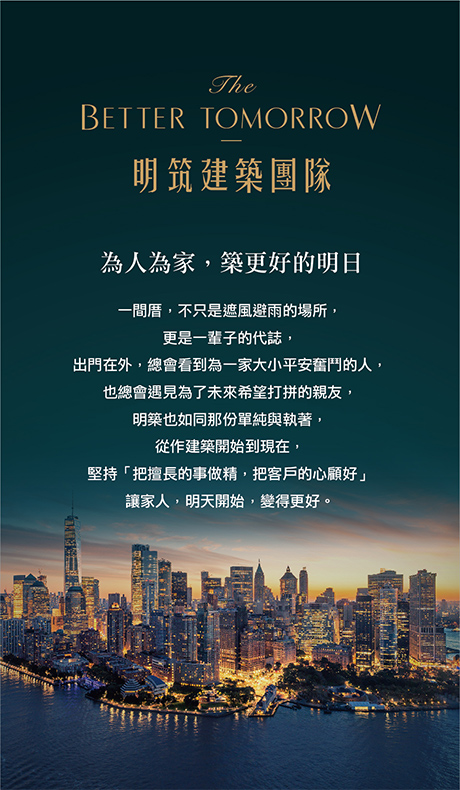 The
BETTER TOMORROW
明筑建築團隊
為人為家，築更好的明日
一間厝，不只是遮風避雨的場所，
更是一輩子的代誌，
出門在外，總會看到為一家大小平安奮鬥的人，
也總會遇見為了未來希望打拼的親友，
明築也如同那份單純與執著，
從作建築開始到現在，
堅持「把擅長的事做精，把客戶的心顧好」
讓家人，明天開始，變得更好。